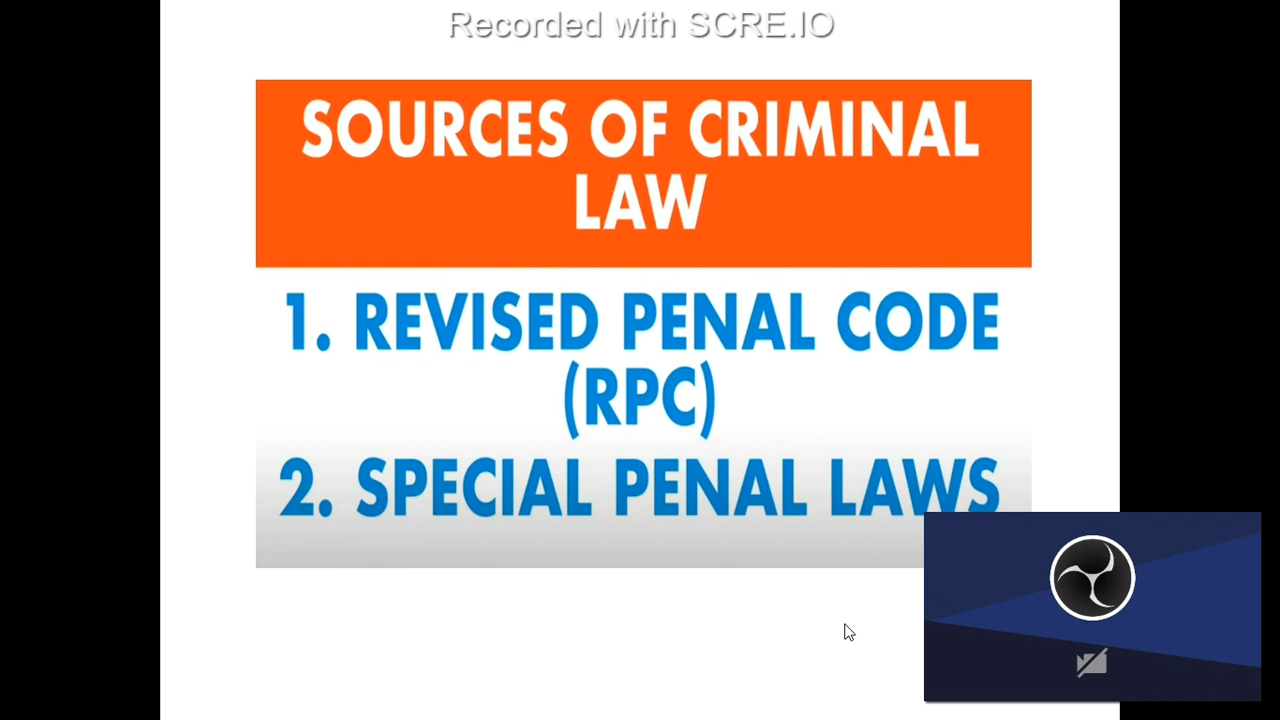 Recorded with SCRE.IO
SOURCES OF CRIMINAL
LAW
1. REVISED PENAL CODE
(RPC)
2. SPECIAL PENAL LAWS